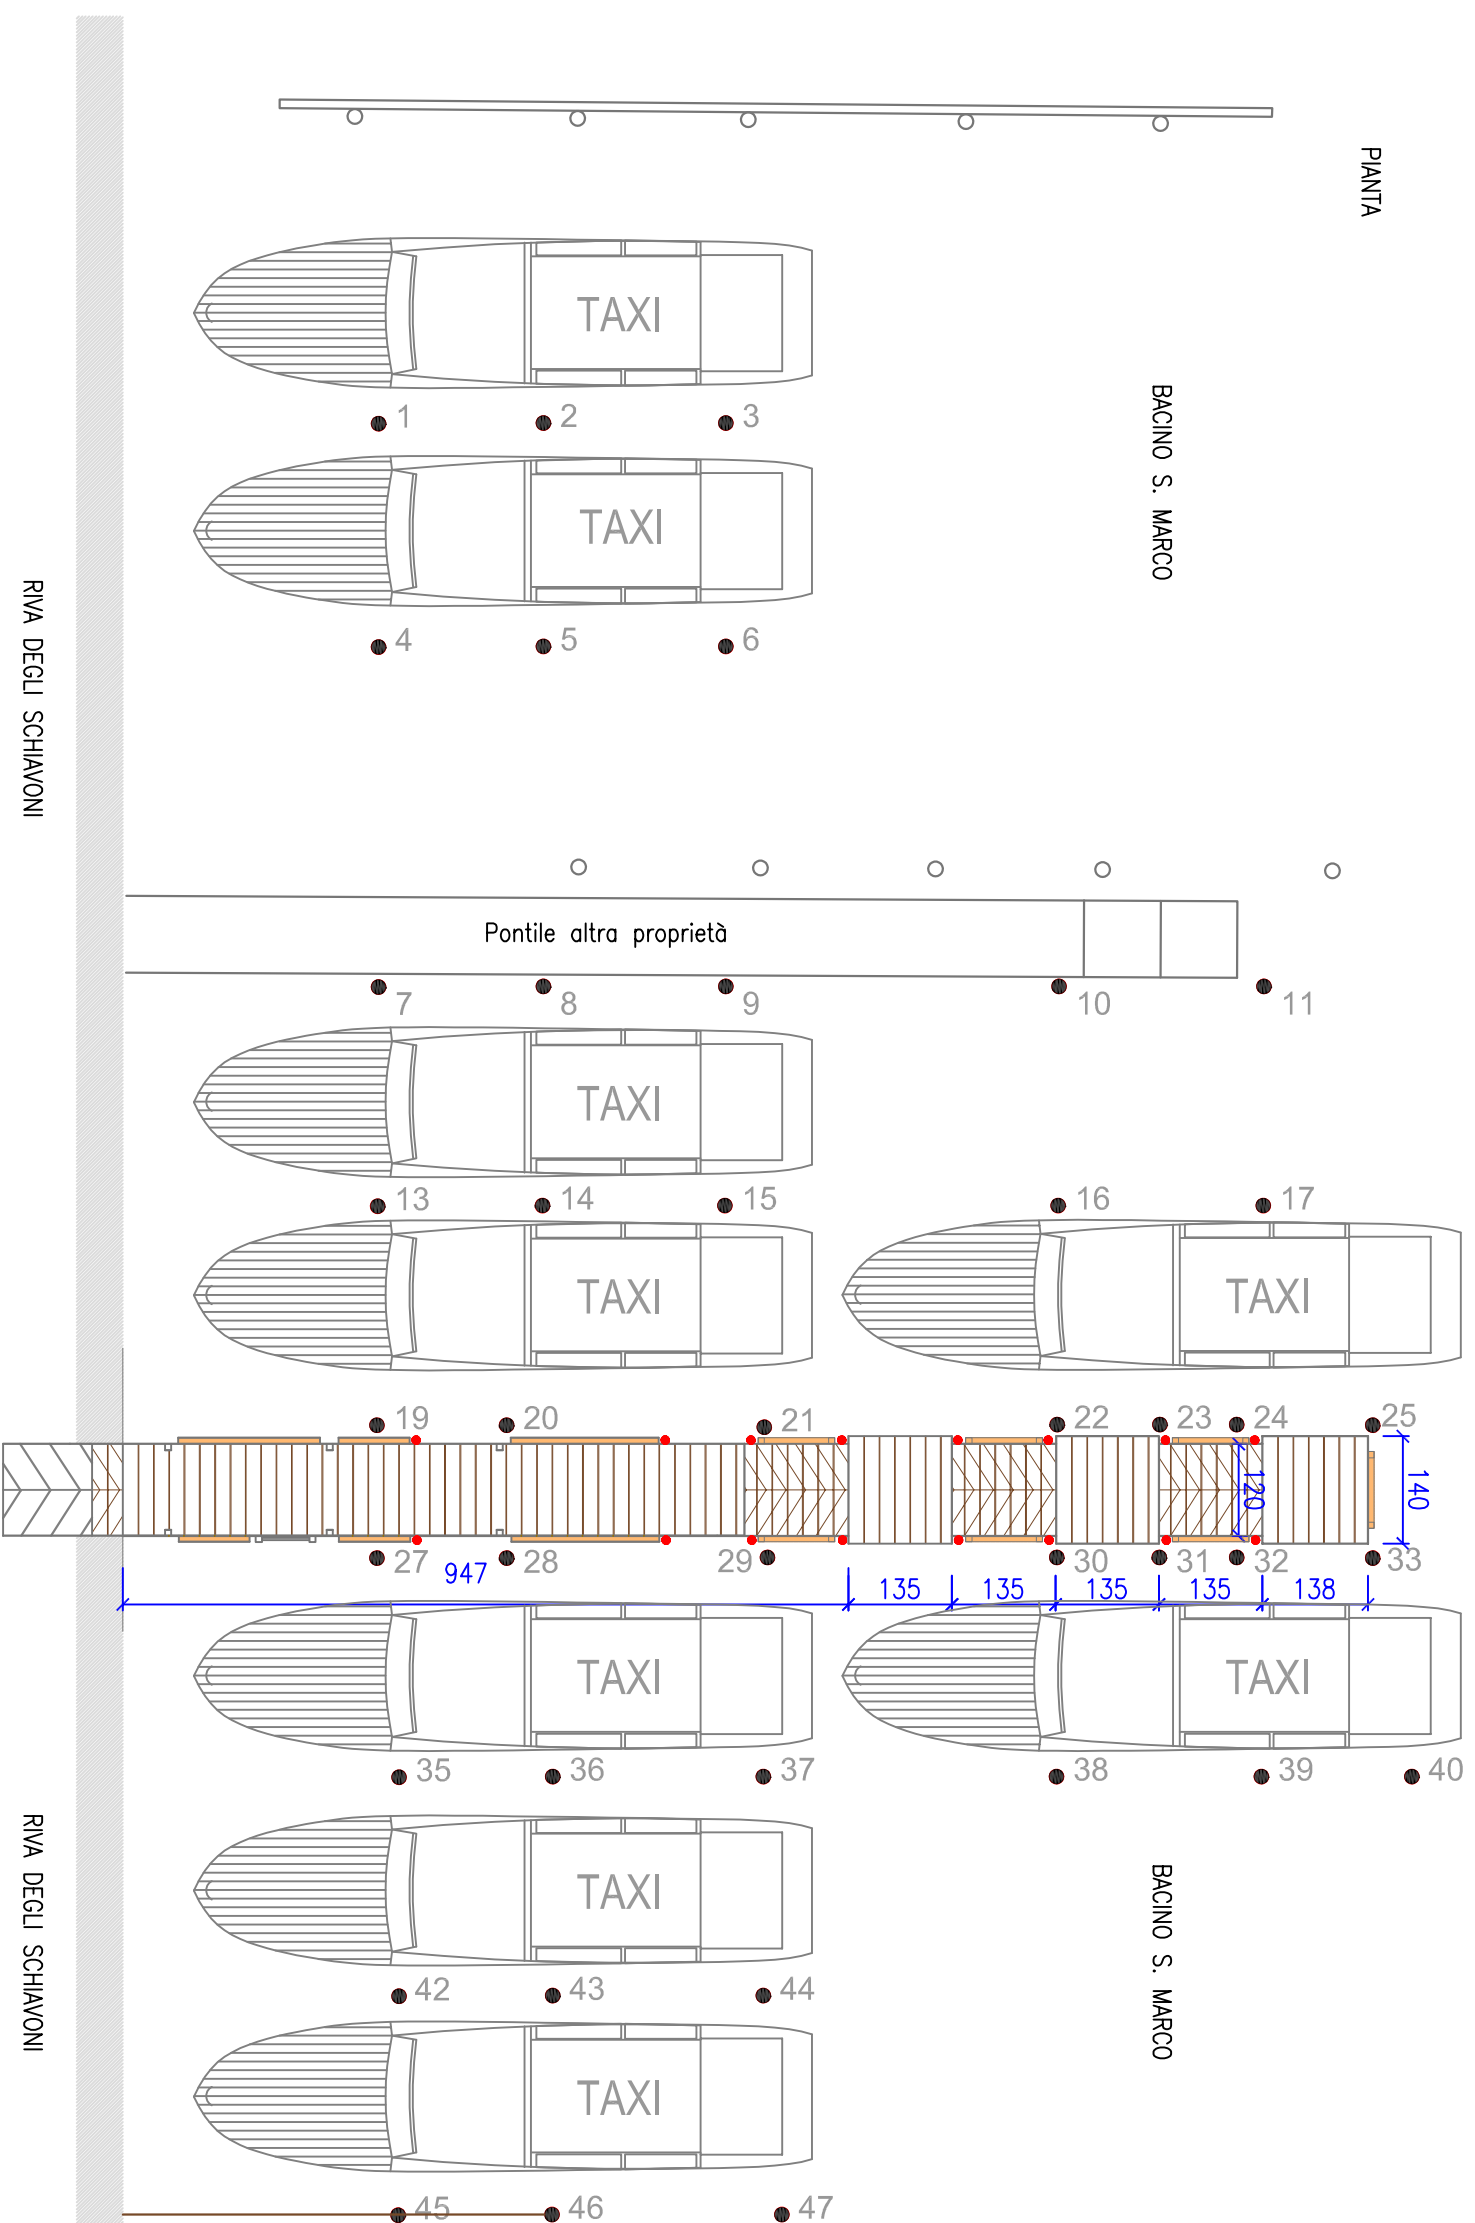 PIANTA
TAXI
BACINO S. MARCO
1 2 3
TAXI
RIVA DEGLI SCHIAVONI
4 5 6
Pontile altra proprietà
7 8 9 10 11
TAXI
13 14 15 16 17
TAXI TAXI
19 20 21 22 23 24 25
120 140
27 28 29 30 31 32 33
947 135 135 135 135 138
TAXI TAXI
35 36 37 38 39 40
RIVA DEGLI SCHIAVONI
TAXI
BACINO S. MARCO
42 43 44
TAXI
45 46 47